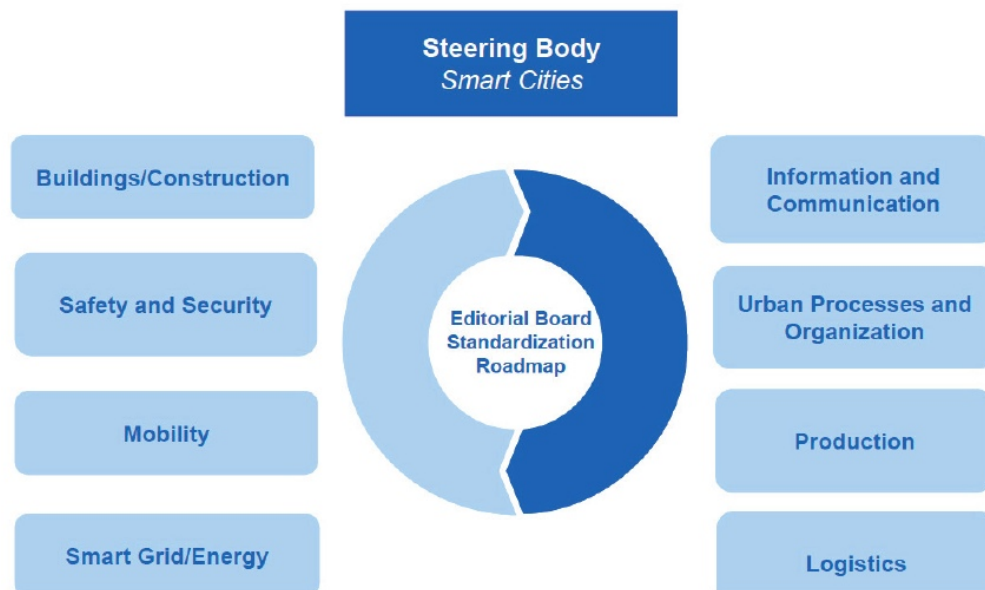 Steering Body
Smart Cities
Buildings/Construction
Safety and Security
Mobility
Smart Grid/Energy
Editorial Board
Standardization
Roadmap
Information and
Communication
Urban Processes and
Organization
Production
Logistics